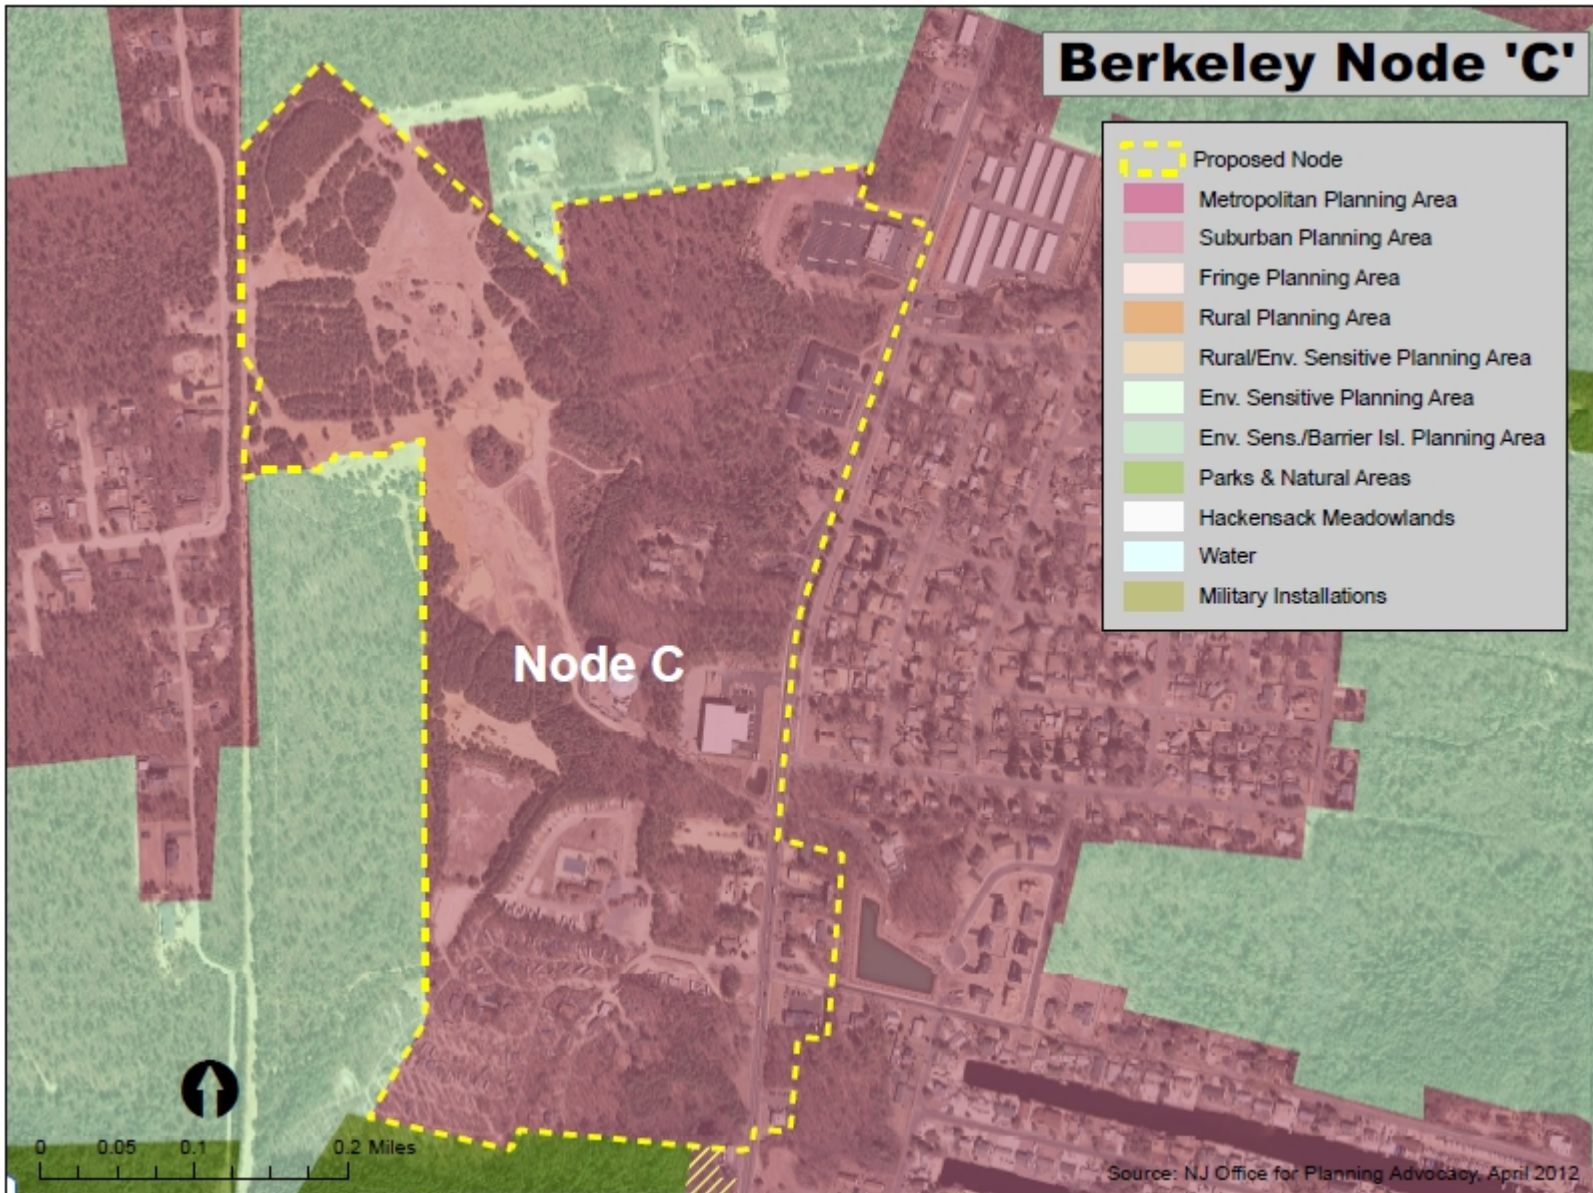 Berkeley Node 'C'
Proposed Node
Metropolitan Planning Area
Suburban Planning Area
Fringe Planning Area
Rural Planning Area
Rural/Env. Sensitive Planning Area
Env. Sensitive Planning Area
Env. Sens./Barrier Isl. Planning Area
Parks & Natural Areas
Hackensack Meadowlands
Water
Military Installations
Node C
0 0.05 0.1 0.2 Miles
Source: NJ Office for Planning Advocacy, April 2012